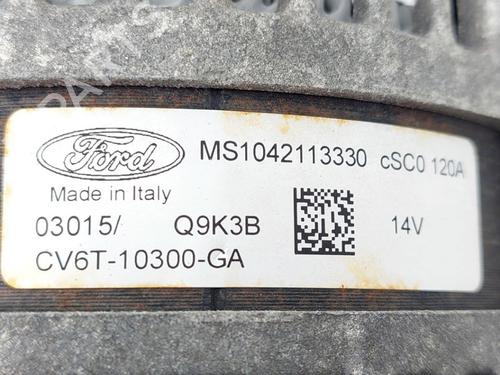 Ford
MS1042113330 cSC0 120A
Made in Italy
03015/ Q9K3B
14V
CV6T-10300-GA